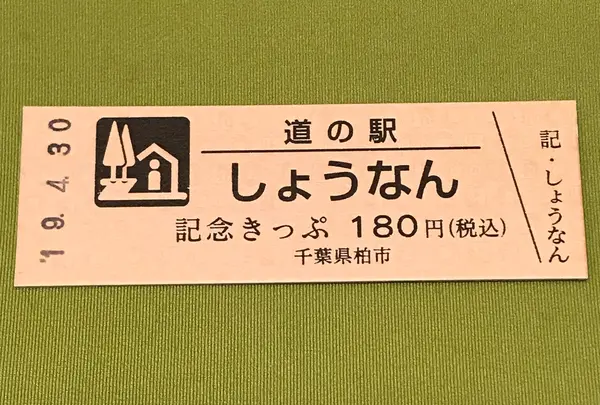 '19.4.30
道の駅
しょうなん
記念きっぷ 180円(税込)
千葉県柏市
記・しょうなん